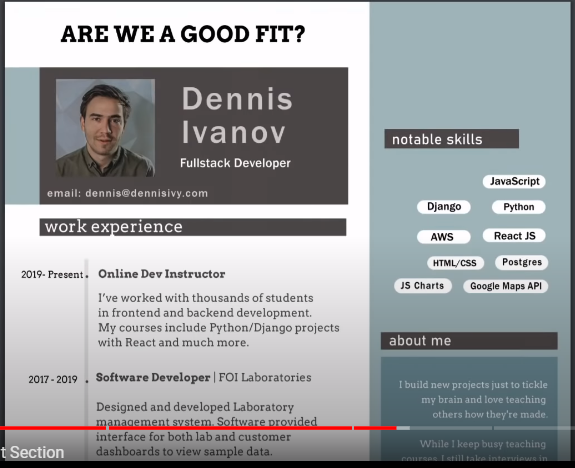 ARE WE A GOOD FIT?
Dennis
Ivanov
Fullstack Developer
email: dennis@dennisivy.com
work experience
2019- Present
Online Dev Instructor
I've worked with thousands of students
in frontend and backend development.
My courses include Python/Django projects
with React and much more.
2017 - 2019
Software Developer | FOI Laboratories
Designed and developed Laboratory
management system. Software provided
interface for both lab and customer
dashboards to view sample data.
notable skills
JavaScript
Django
Python
AWS
React JS
HTML/CSS
Postgres
JS Charts
Google Maps API
about me
I build new projects just to tickle
my brain and love teaching
others how they're made.
While I keep busy teaching
courses, I still take interviews in
t Section